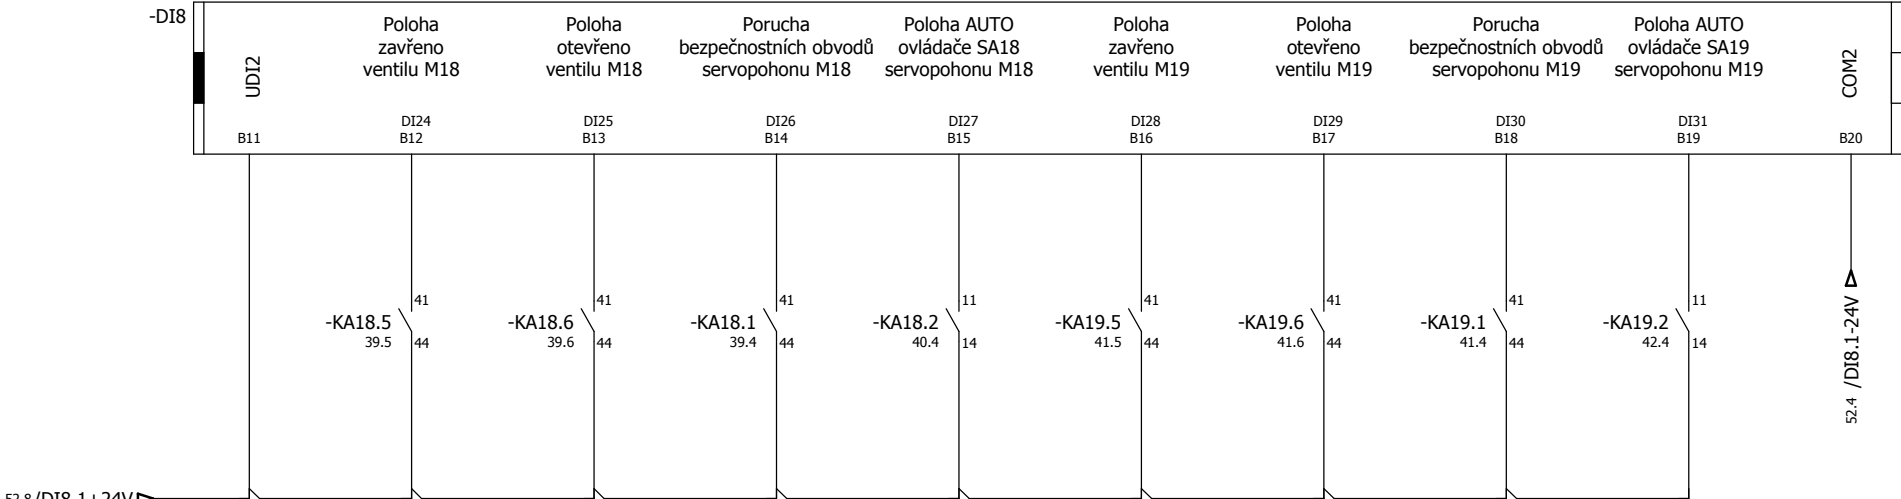 -DI8
UDI2
Poloha
zavřeno
ventilu M18
Poloha
otevřeno
ventilu M18
Porucha
bezpečnostních obvodů
servopohonu M18
Poloha AUTO
ovládače SA18
servopohonu M18
Poloha
zavřeno
ventilu M19
Poloha
otevřeno
ventilu M19
Porucha
bezpečnostních obvodů
servopohonu M19
Poloha AUTO
ovládače SA19
servopohonu M19
COM2
DI24
DI25
DI26
DI27
DI28
DI29
DI30
DI31
B11
B12
B13
B14
B15
B16
B17
B18
B19
B20
41
-KA18.5
39.5
44
41
-KA18.6
39.6
44
41
-KA18.1
39.4
44
11
-KA18.2
40.4
14
41
-KA19.5
41.5
44
41
-KA19.6
41.6
44
41
-KA19.1
41.4
44
11
-KA19.2
42.4
14
52.4 /DI8.1-24V
52.8/DI8.1+24V